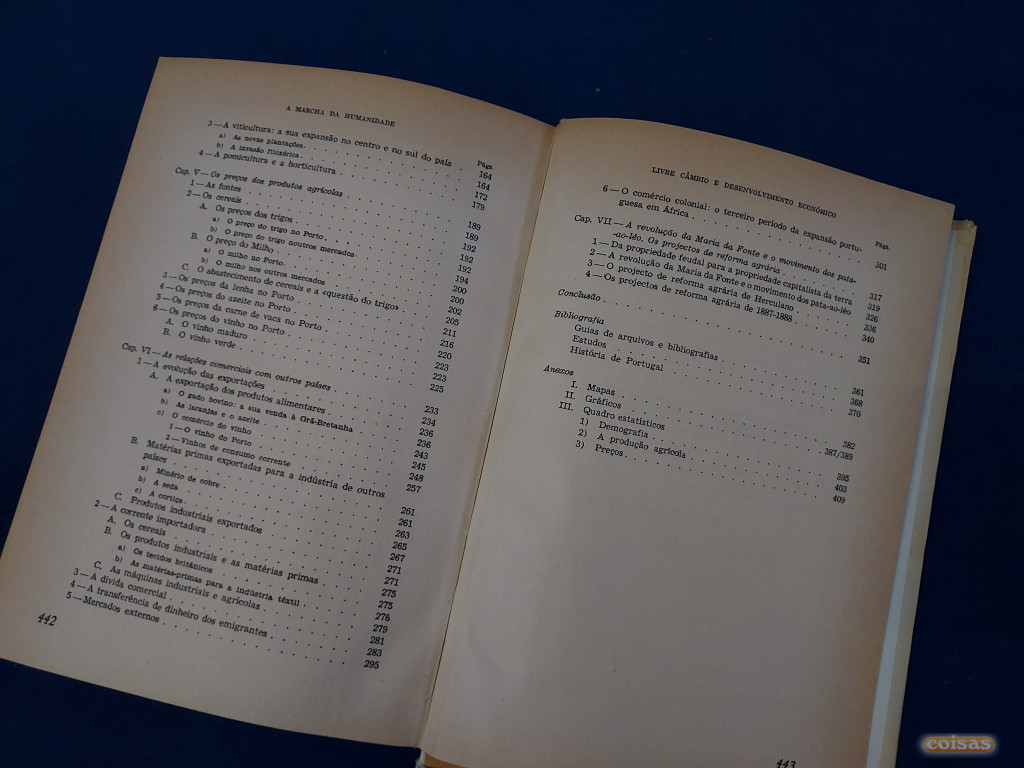 A MARCHA DA HUMANIDADE
Págs.
3 — A viticultura: a sua expansão no centro e no sul do país 164
a) As novas plantações 164
b) A invasão filoxérica 172
4 — A pomicultura e a horticultura 179
Cap. V — Os preços dos produtos agrícolas 189
1 — As fontes 189
2 — Os cereais 192
A. Os preços dos trigos 192
a) O preço do trigo no Porto 192
b) O preço do trigo noutros mercados 194
B. O preço do Milho 200
a) O milho no Porto 200
b) O milho nos outros mercados 202
C. O abastecimento de cereais e a «questão do trigo» 205
3 — Os preços da lenha no Porto 211
4 — Os preços do azeite no Porto 216
5 — Os preços da carne de vaca no Porto 220
6 — Os preços do vinho no Porto 223
A. O vinho maduro 223
B. O vinho verde 225
Cap. VI — As relações comerciais com outros países 233
1 — A evolução das exportações 234
A. A exportação dos produtos alimentares 236
a) O gado bovino: a sua venda à Grã-Bretanha 236
b) As laranjas e o azeite 243
c) O comércio do vinho 245
1 — O vinho do Porto 248
2 — Vinhos de consumo corrente 257
B. Matérias primas exportadas para a indústria de outros
países 261
a) Minério de cobre 261
b) A seda 263
c) A cortiça 265
C. Produtos industriais exportados 267
2 — A corrente importadora 271
A. Os cereais 271
B. Os produtos industriais e as matérias primas 275
a) Os tecidos britânicos 275
b) As matérias-primas para a indústria têxtil 276
C. As máquinas industriais e agrícolas 279
3 — A dívida comercial 281
4 — A transferência de dinheiro dos emigrantes 283
5 — Mercados externos 295
442
LIVRE CÂMBIO E DESENVOLVIMENTO ECONÓMICO
Págs.
6 — O comércio colonial: o terceiro período da expansão portu-
guesa em África 301
Cap. VII — A revolução da Maria da Fonte e o movimento dos pata-
-ao-léo. Os projectos de reforma agrária 317
1 — Da propriedade feudal para a propriedade capitalista da terra 319
2 — A revolução da Maria da Fonte e o movimento dos pata-ao-léo 326
3 — O projecto de reforma agrária de Herculano 336
4 — Os projectos de reforma agrária de 1887-1888 340
Conclusão 351
Bibliografia
Guias de arquivos e bibliografias 361
Estudos 368
História de Portugal 370
Anexos
I. Mapas 382
II. Gráficos 387/389
III. Quadro estatísticos
1) Demografia 395
2) A produção agrícola 403
3) Preços 409
443
coisas